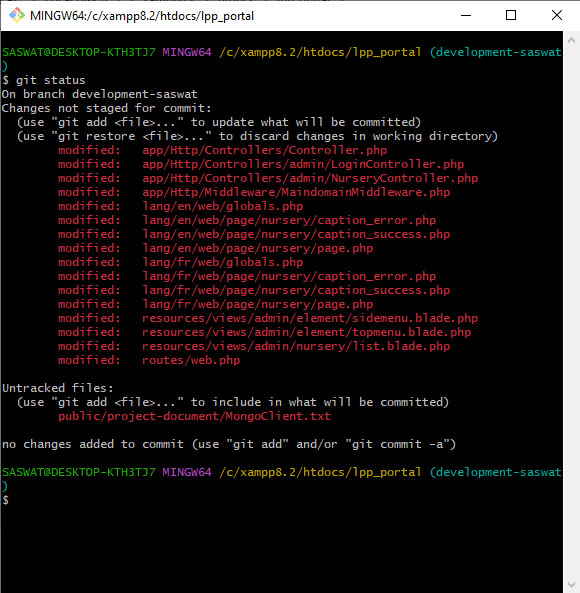 MINGW64:/c/xampp8.2/htdocs/lpp_portal
SASWAT@DESKTOP-KTH3TJ7 MINGW64 /c/xampp8.2/htdocs/lpp_portal (development-saswat
)
$ git status
On branch development-saswat
Changes not staged for commit:
  (use "git add <file>..." to update what will be committed)
  (use "git restore <file>..." to discard changes in working directory)
        modified:   app/Http/Controllers/Controller.php
        modified:   app/Http/Controllers/admin/LoginController.php
        modified:   app/Http/Controllers/admin/NurseryController.php
        modified:   app/Http/Middleware/MaindomainMiddleware.php
        modified:   lang/en/web/globals.php
        modified:   lang/en/web/page/nursery/caption_error.php
        modified:   lang/en/web/page/nursery/caption_success.php
        modified:   lang/en/web/page/nursery/page.php
        modified:   lang/fr/web/globals.php
        modified:   lang/fr/web/page/nursery/caption_error.php
        modified:   lang/fr/web/page/nursery/caption_success.php
        modified:   lang/fr/web/page/nursery/page.php
        modified:   resources/views/admin/element/sidemenu.blade.php
        modified:   resources/views/admin/element/topmenu.blade.php
        modified:   resources/views/admin/nursery/list.blade.php
        modified:   routes/web.php
Untracked files:
  (use "git add <file>..." to include in what will be committed)
        public/project-document/MongoClient.txt
no changes added to commit (use "git add" and/or "git commit -a")
SASWAT@DESKTOP-KTH3TJ7 MINGW64 /c/xampp8.2/htdocs/lpp_portal (development-saswat
)
$